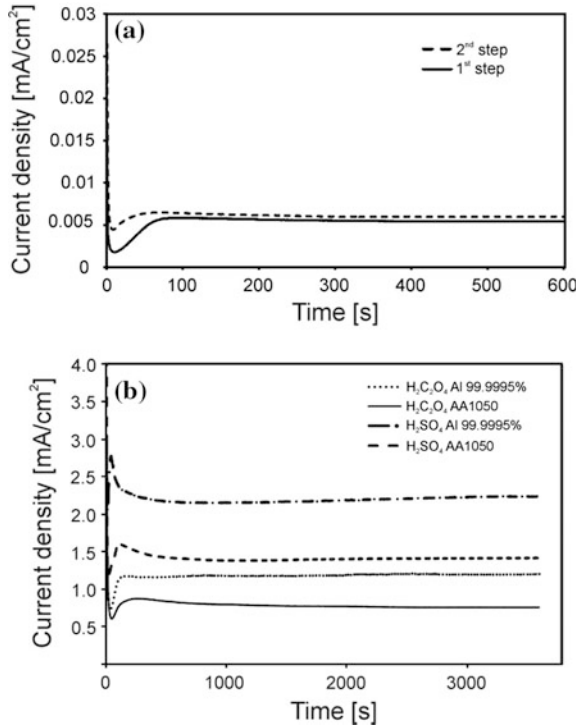 (a)
2ⁿᵈ step
1ˢᵗ step
Current density [mA/cm²]
0.03
0.025
0.02
0.015
0.01
0.005
0
0 100 200 300 400 500 600
Time [s]
(b)
H₂C₂O₄ Al 99.9995%
H₂C₂O₄ AA1050
H₂SO₄ Al 99.9995%
H₂SO₄ AA1050
Current density [mA/cm²]
4.0
3.5
3.0
2.5
2.0
1.5
1.0
0.5
0 1000 2000 3000
Time [s]